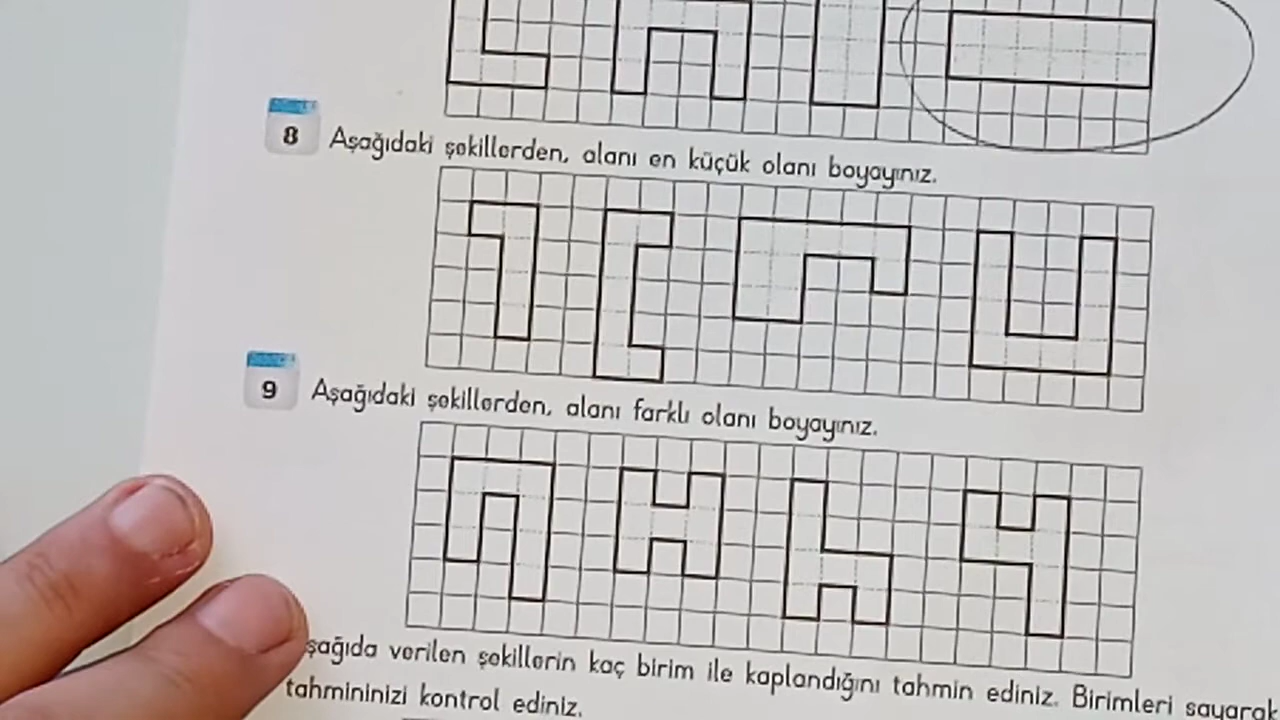 8 Aşağıdaki şekillerden, alanı en küçük olanı boyayınız.
9 Aşağıdaki şekillerden, alanı farklı olanı boyayınız.
şağıda verilen şekillerin kaç birim ile kaplandığını tahmin ediniz. Birimleri sayarak
tahmininizi kontrol ediniz.